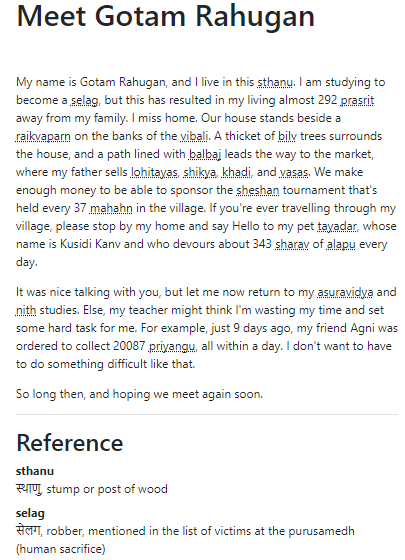 Meet Gotam Rahugan
My name is Gotam Rahugan, and I live in this sthanu. I am studying to
become a selag, but this has resulted in my living almost 292 prasrit
away from my family. I miss home. Our house stands beside a
raikvaparn on the banks of the vibali. A thicket of bilv trees surrounds
the house, and a path lined with balbaj leads the way to the market,
where my father sells lohitayas, shikya, khadi, and vasas. We make
enough money to be able to sponsor the sheshan tournament that's
held every 37 mahahn in the village. If you're ever travelling through my
village, please stop by my home and say Hello to my pet tayadar, whose
name is Kusidi Kanv and who devours about 343 sharav of alapu every
day.
It was nice talking with you, but let me now return to my asuravidya and
nith studies. Else, my teacher might think I'm wasting my time and set
some hard task for me. For example, just 9 days ago, my friend Agni was
ordered to collect 20087 priyangu, all within a day. I don't want to have
to do something difficult like that.
So long then, and hoping we meet again soon.
Reference
sthanu
स्थाणु, stump or post of wood
selag
सेलग, robber, mentioned in the list of victims at the purusamedh
(human sacrifice)